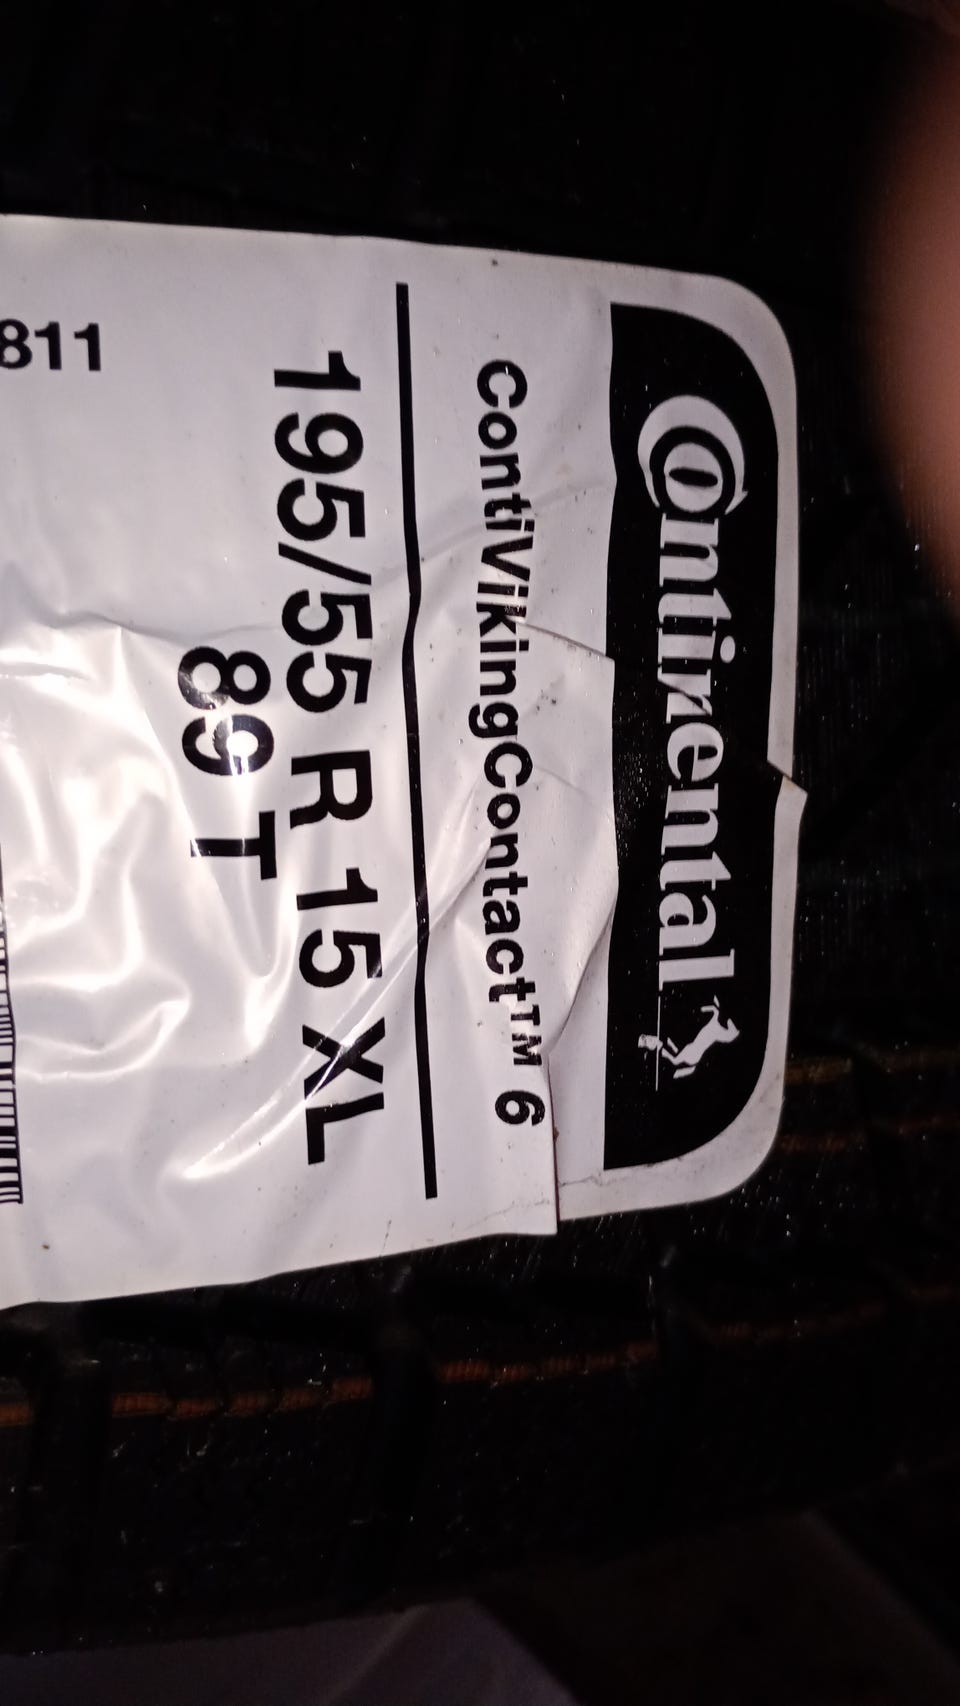 Continental
ContiVikingContact™ 6
195/55 R 15 XL
89 T
811